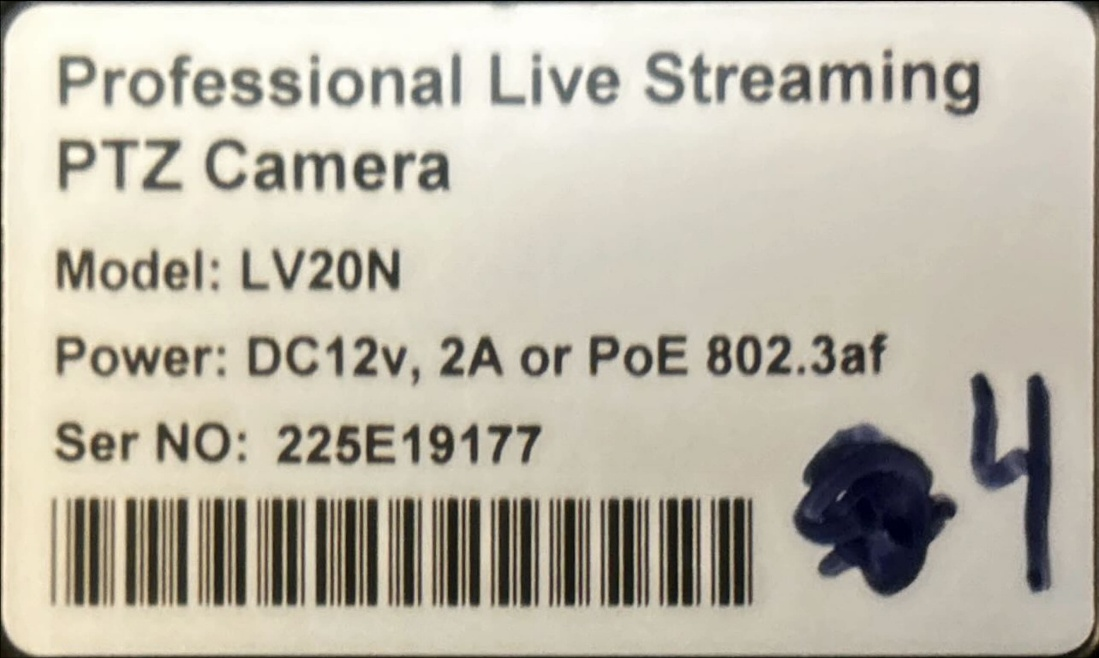 Professional Live Streaming
PTZ Camera
Model: LV20N
Power: DC12v, 2A or PoE 802.3af
Ser NO: 225E19177
4